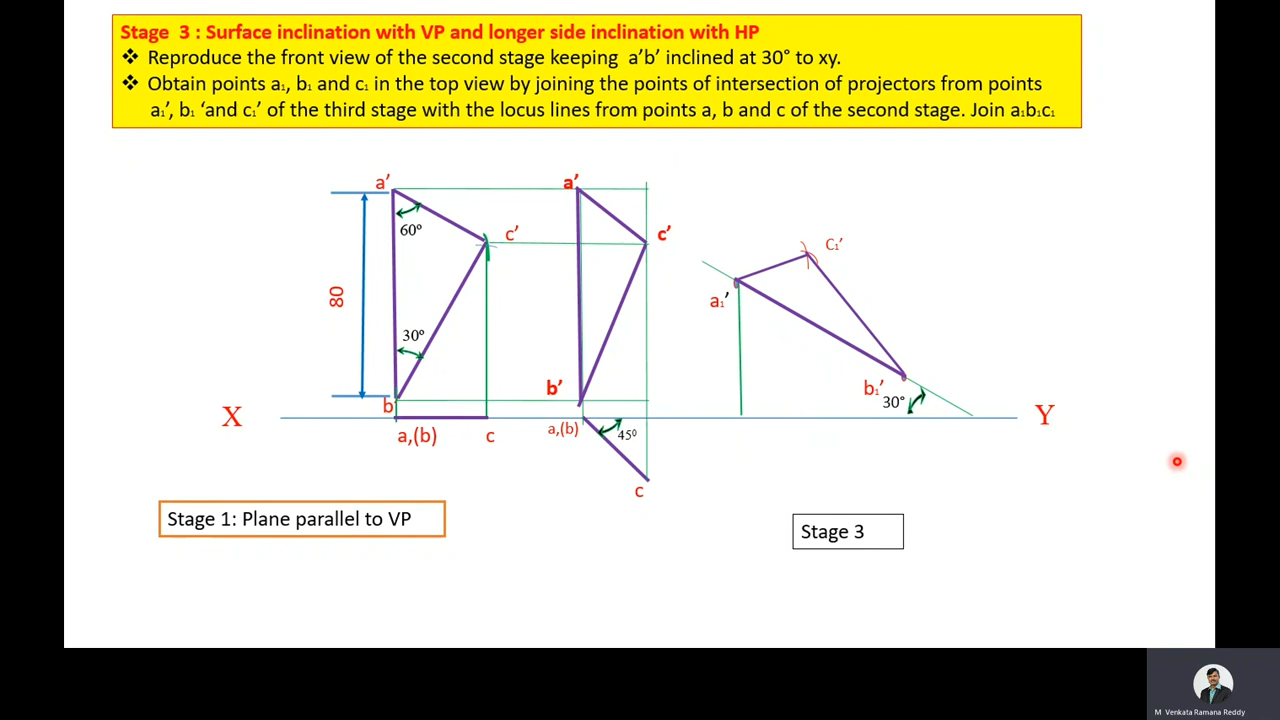 Stage 3 : Surface inclination with VP and longer side inclination with HP
❖ Reproduce the front view of the second stage keeping a’b’ inclined at 30° to xy.
❖ Obtain points a₁, b₁ and c₁ in the top view by joining the points of intersection of projectors from points
a₁’, b₁ ‘and c₁’ of the third stage with the locus lines from points a, b and c of the second stage. Join a₁b₁c₁
a’
a’
60º
c’
c’
C₁’
80
a₁’
30º
b
b’
b₁’
30°
X
Y
a,(b)
c
a,(b)
45⁰
c
Stage 1: Plane parallel to VP
Stage 3
M Venkata Ramana Reddy